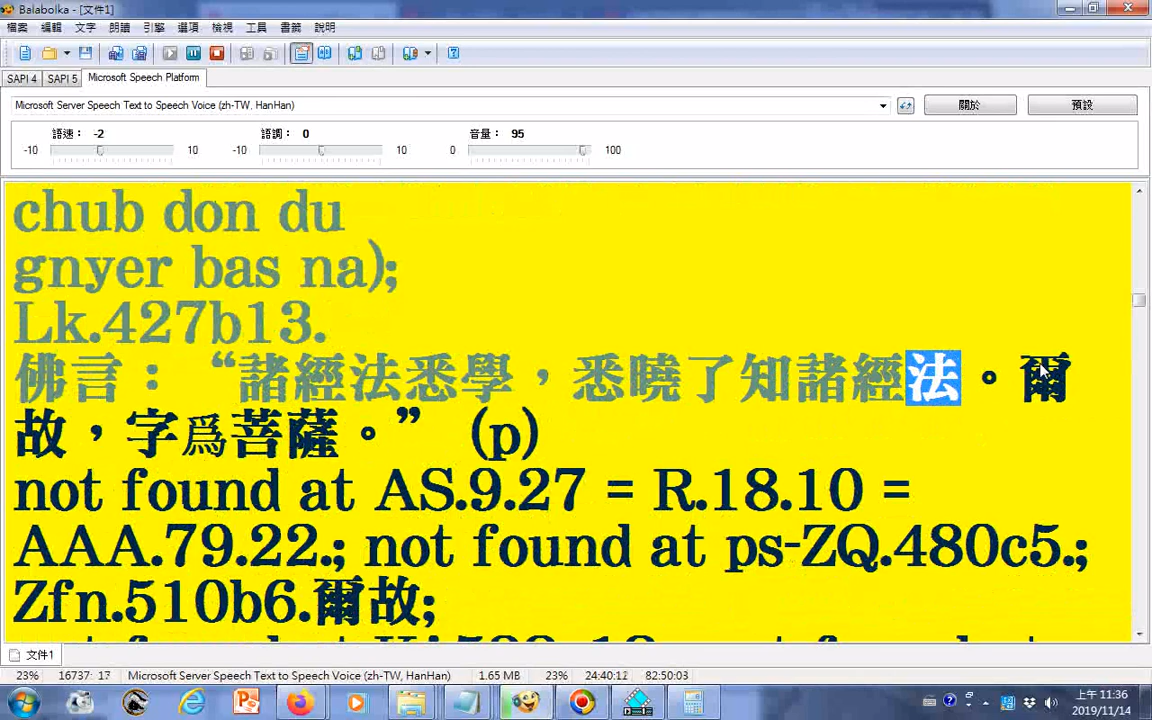 Balabolka - [文件1]
檔案 編輯 文字 朗讀 引擎 選項 檢視 工具 書籤 說明
SAPI 4 SAPI 5 Microsoft Speech Platform
Microsoft Server Speech Text to Speech Voice (zh-TW, HanHan) 關於 預設
語速： -2 語調： 0 音量： 95
-10 10 -10 10 0 100
chub don du
gnyer bas na);
Lk.427b13.
佛言：“諸經法悉學，悉曉了知諸經法。爾
故，字爲菩薩。” (p)
not found at AS.9.27 = R.18.10 =
AAA.79.22.; not found at ps-ZQ.480c5.;
Zfn.510b6.爾故;
文件1
23% 16737: 17 Microsoft Server Speech Text to Speech Voice (zh-TW, HanHan) 1.65 MB 23% 24:40:12 82:50:03
上午 11:36
2019/11/14